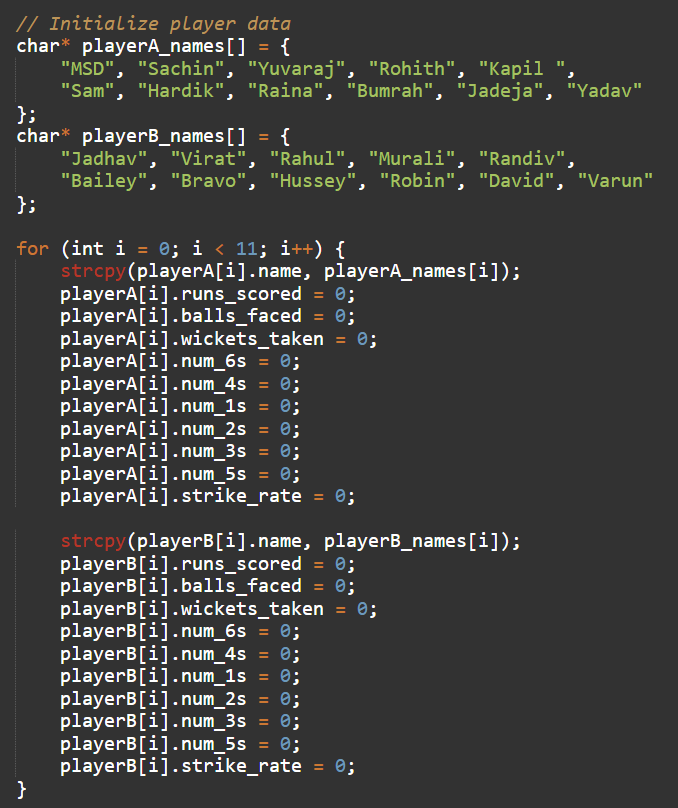 // Initialize player data
char* playerA_names[] = {
    "MSD", "Sachin", "Yuvaraj", "Rohith", "Kapil ",
    "Sam", "Hardik", "Raina", "Bumrah", "Jadeja", "Yadav"
};
char* playerB_names[] = {
    "Jadhav", "Virat", "Rahul", "Murali", "Randiv",
    "Bailey", "Bravo", "Hussey", "Robin", "David", "Varun"
};

for (int i = 0; i < 11; i++) {
    strcpy(playerA[i].name, playerA_names[i]);
    playerA[i].runs_scored = 0;
    playerA[i].balls_faced = 0;
    playerA[i].wickets_taken = 0;
    playerA[i].num_6s = 0;
    playerA[i].num_4s = 0;
    playerA[i].num_1s = 0;
    playerA[i].num_2s = 0;
    playerA[i].num_3s = 0;
    playerA[i].num_5s = 0;
    playerA[i].strike_rate = 0;

    strcpy(playerB[i].name, playerB_names[i]);
    playerB[i].runs_scored = 0;
    playerB[i].balls_faced = 0;
    playerB[i].wickets_taken = 0;
    playerB[i].num_6s = 0;
    playerB[i].num_4s = 0;
    playerB[i].num_1s = 0;
    playerB[i].num_2s = 0;
    playerB[i].num_3s = 0;
    playerB[i].num_5s = 0;
    playerB[i].strike_rate = 0;
}